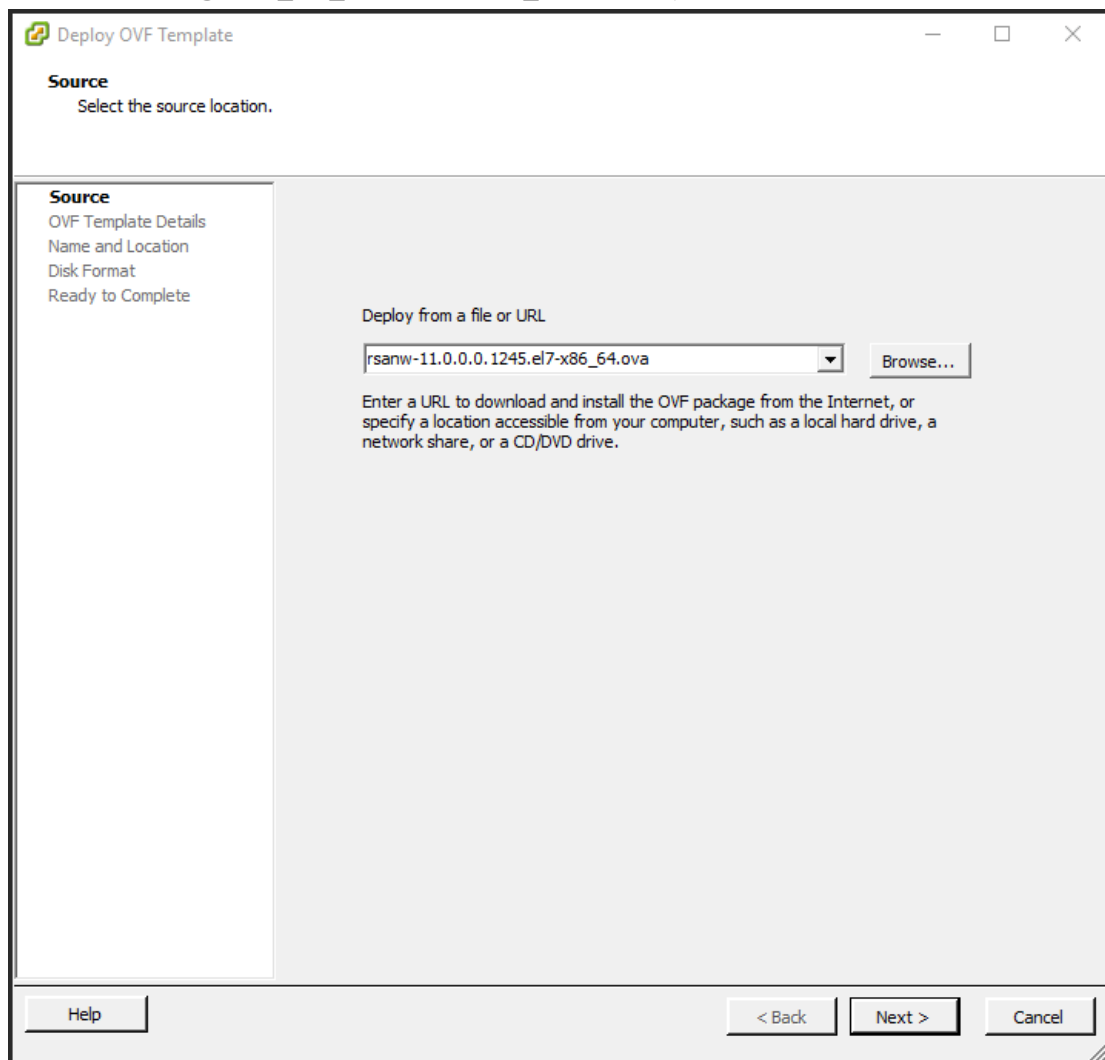 Deploy OVF Template
Source
Select the source location.
Source
OVF Template Details
Name and Location
Disk Format
Ready to Complete
Deploy from a file or URL
rsanw-11.0.0.0.1245.el7-x86_64.ova
Browse...
Enter a URL to download and install the OVF package from the Internet, or
specify a location accessible from your computer, such as a local hard drive, a
network share, or a CD/DVD drive.
Help
< Back
Next >
Cancel